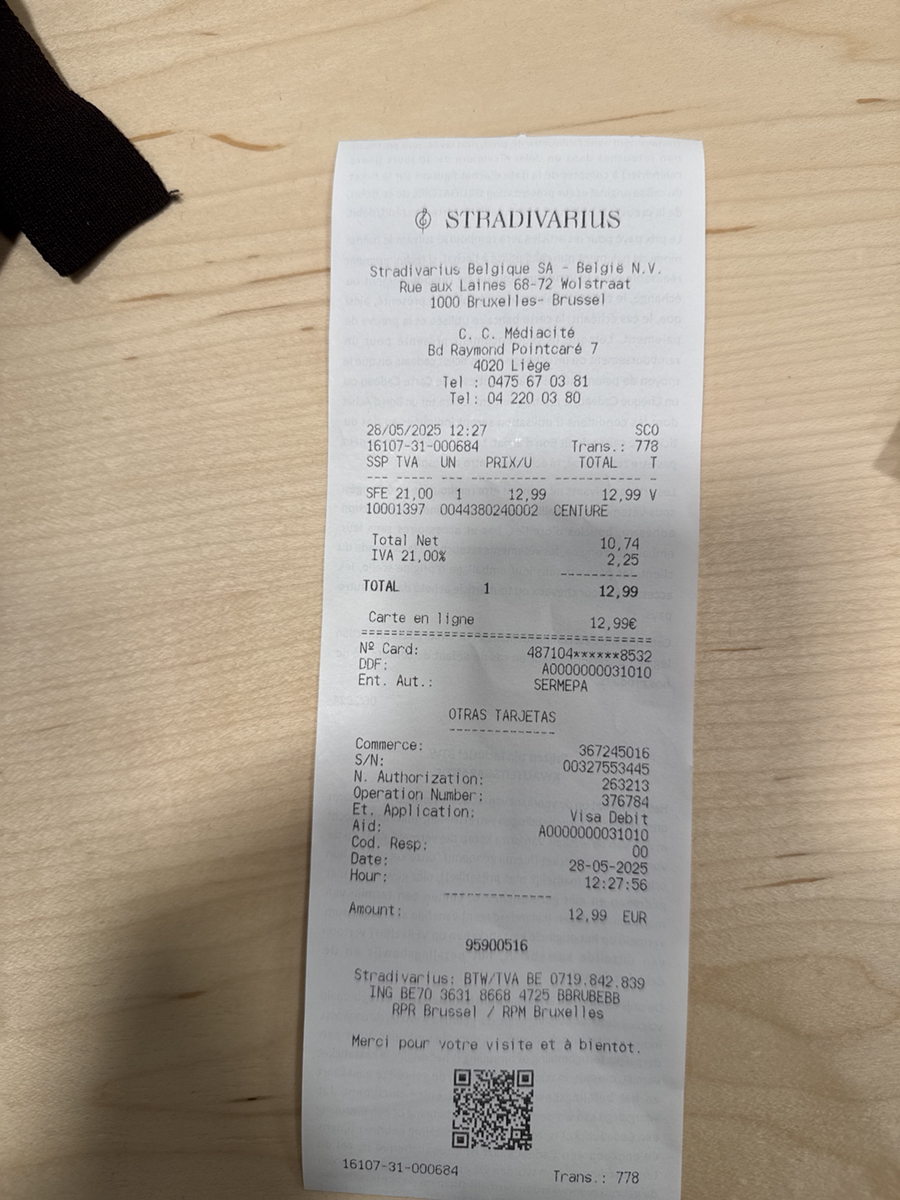 STRADIVARIUS
Stradivarius Belgique SA - België N.V.
Rue aux Laines 68-72 Wolstraat
1000 Bruxelles- Brussel
C. C. Médiacité
Bd Raymond Pointcaré 7
4020 Liège
Tel : 0475 67 03 81
Tel: 04 220 03 80
28/05/2025 12:27 SCO
16107-31-000684 Trans.: 778
SSP TVA UN PRIX/U TOTAL T
SFE 21,00 1 12,99 12,99 V
10001397 0044380240002 CENTURE
Total Net 10,74
IVA 21,00% 2,25
TOTAL 1 12,99
Carte en ligne 12,99€
Nº Card: 487104******8532
DDF: A0000000031010
Ent. Aut.: SERMEPA
OTRAS TARJETAS
Commerce: 367245016
S/N: 00327553445
N. Authorization: 263213
Operation Number: 376784
Et. Application: Visa Debit
Aid: A0000000031010
Cod. Resp: 00
Date: 28-05-2025
Hour: 12:27:56
Amount: 12,99 EUR
95900516
Stradivarius: BTW/TVA BE 0719.842.839
ING BE70 3631 8668 4725 BBRUBEBB
RPR Brussel / RPM Bruxelles
Merci pour votre visite et à bientôt.
16107-31-000684 Trans.: 778